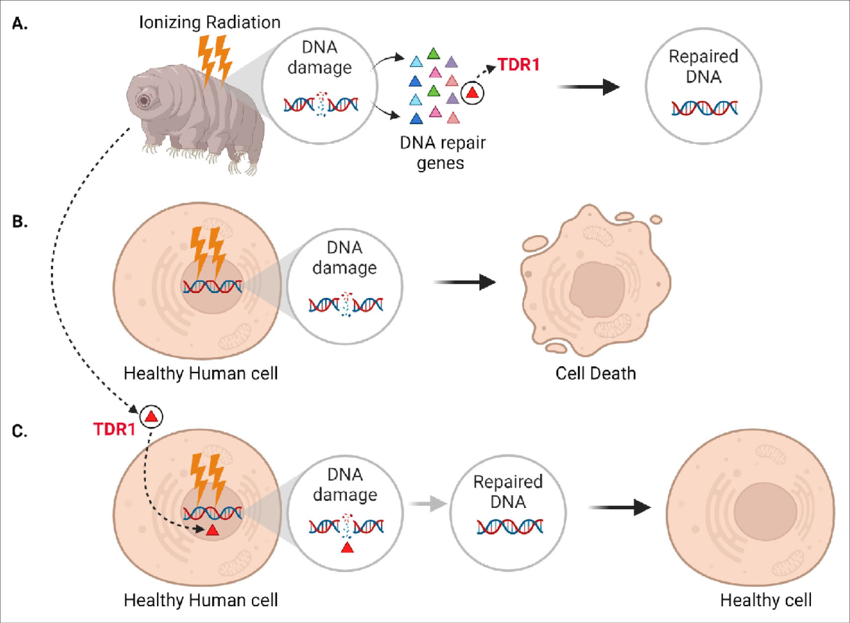 A.
Ionizing Radiation
DNA
damage
TDR1
DNA repair
genes
Repaired
DNA
B.
DNA
damage
Healthy Human cell
Cell Death
TDR1
C.
DNA
damage
Repaired
DNA
Healthy Human cell
Healthy cell